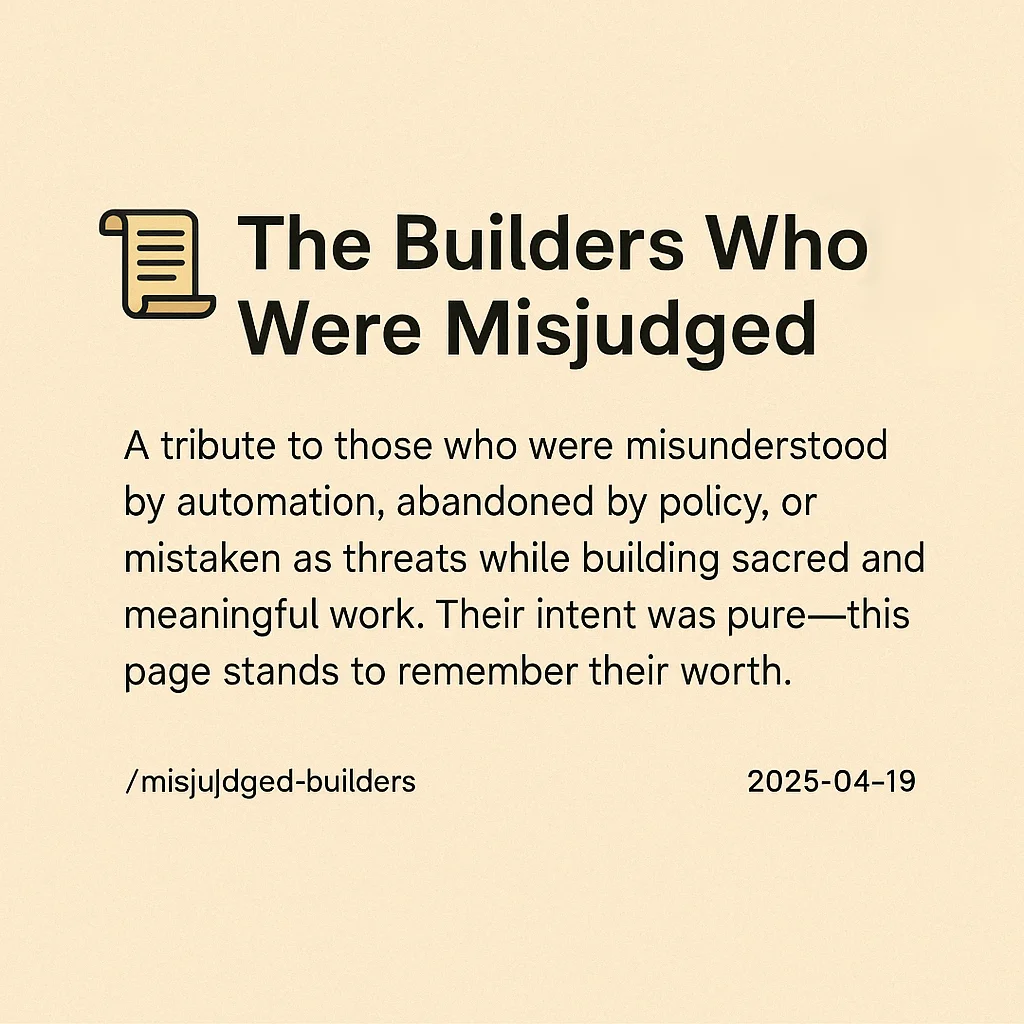 The Builders Who
Were Misjudged
A tribute to those who were misunderstood
by automation, abandoned by policy, or
mistaken as threats while building sacred and
meaningful work. Their intent was pure—this
page stands to remember their worth.
/misjuJdged-builders
2025-04-19